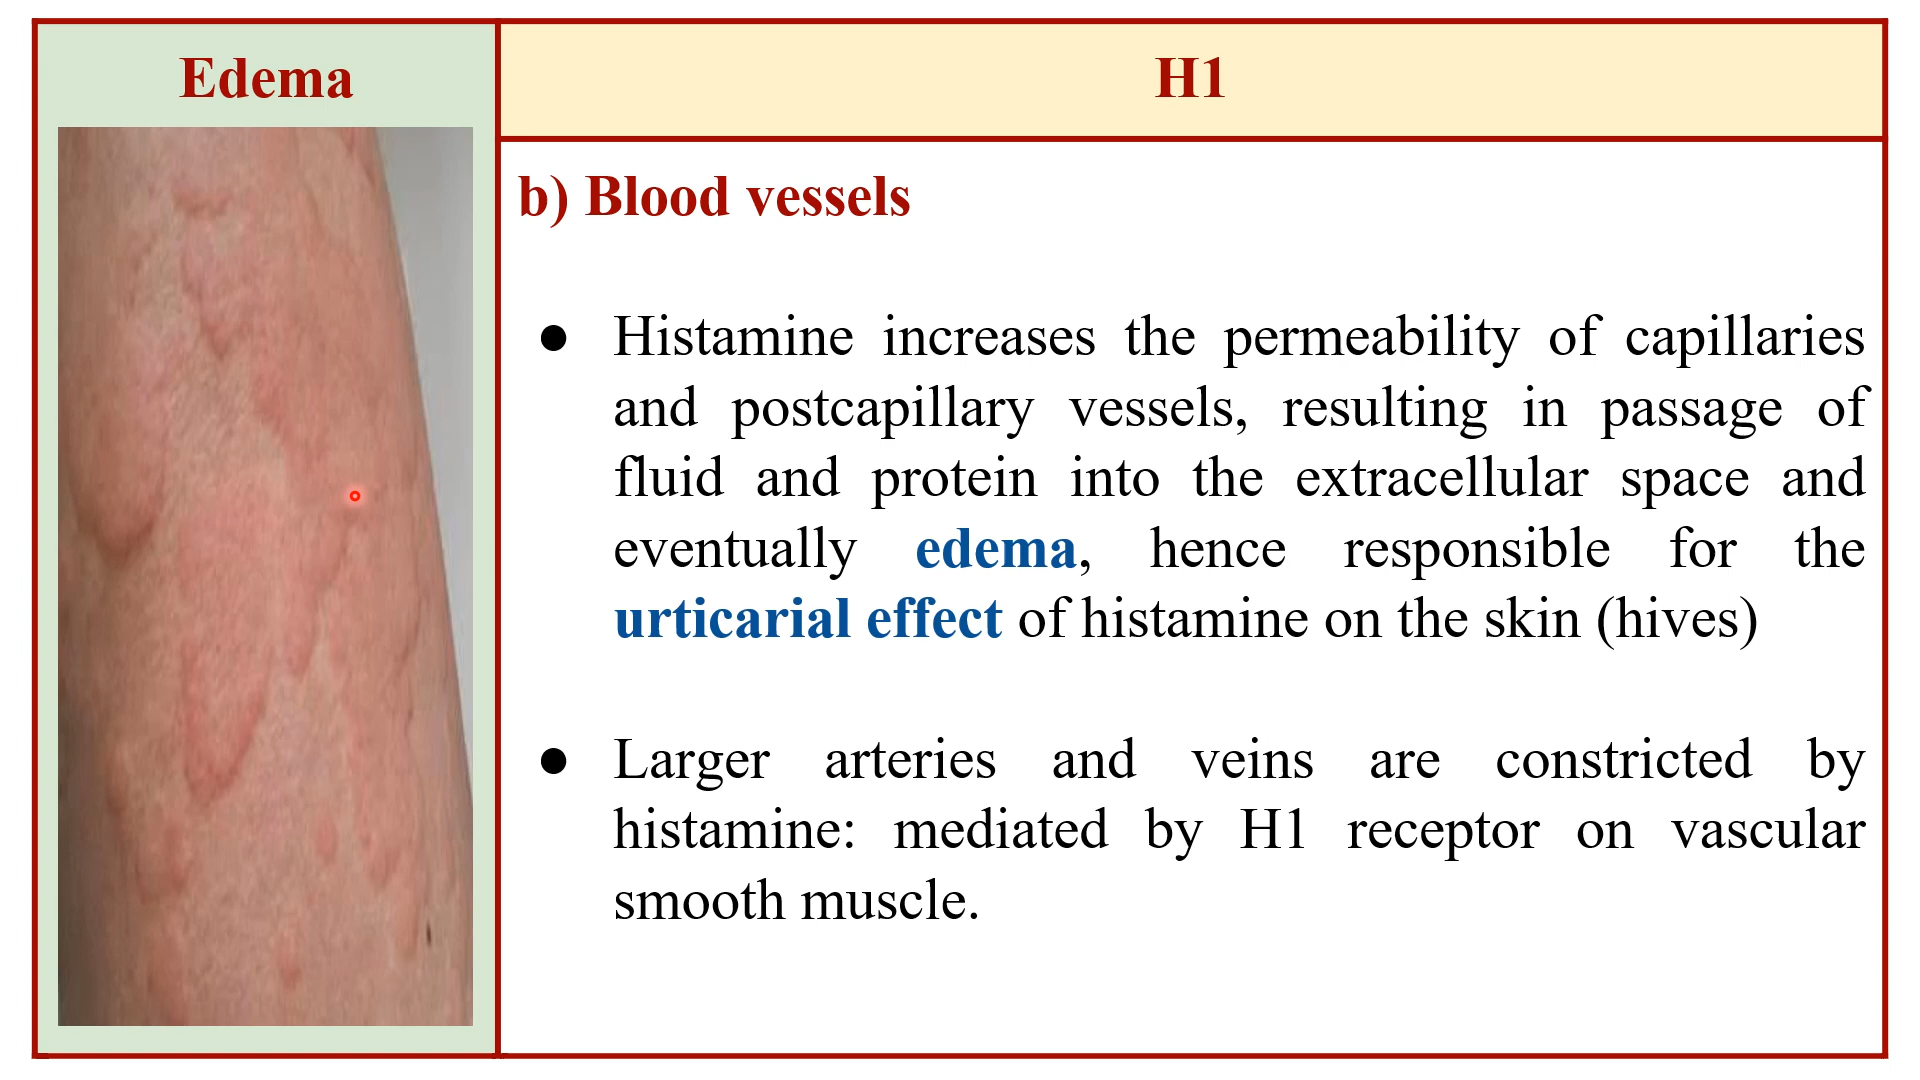 Edema
H1
b) Blood vessels
● Histamine increases the permeability of capillaries
and postcapillary vessels, resulting in passage of
fluid and protein into the extracellular space and
eventually edema, hence responsible for the
urticarial effect of histamine on the skin (hives)
● Larger arteries and veins are constricted by
histamine: mediated by H1 receptor on vascular
smooth muscle.